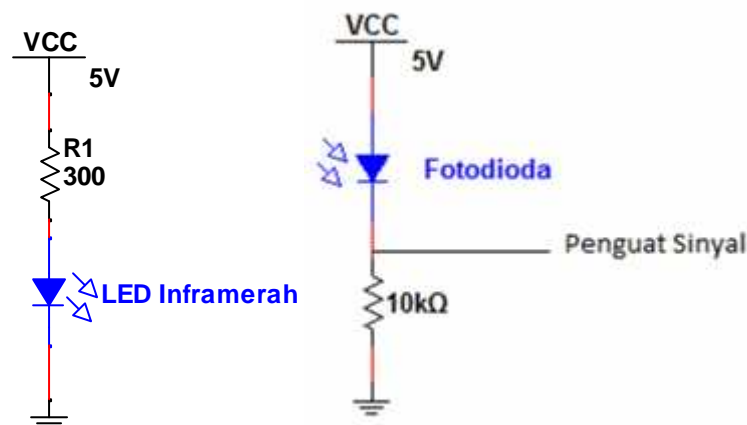 VCC
5V
R1
300
LED Inframerah
VCC
5V
Fotodioda
Penguat Sinyal
10kΩ